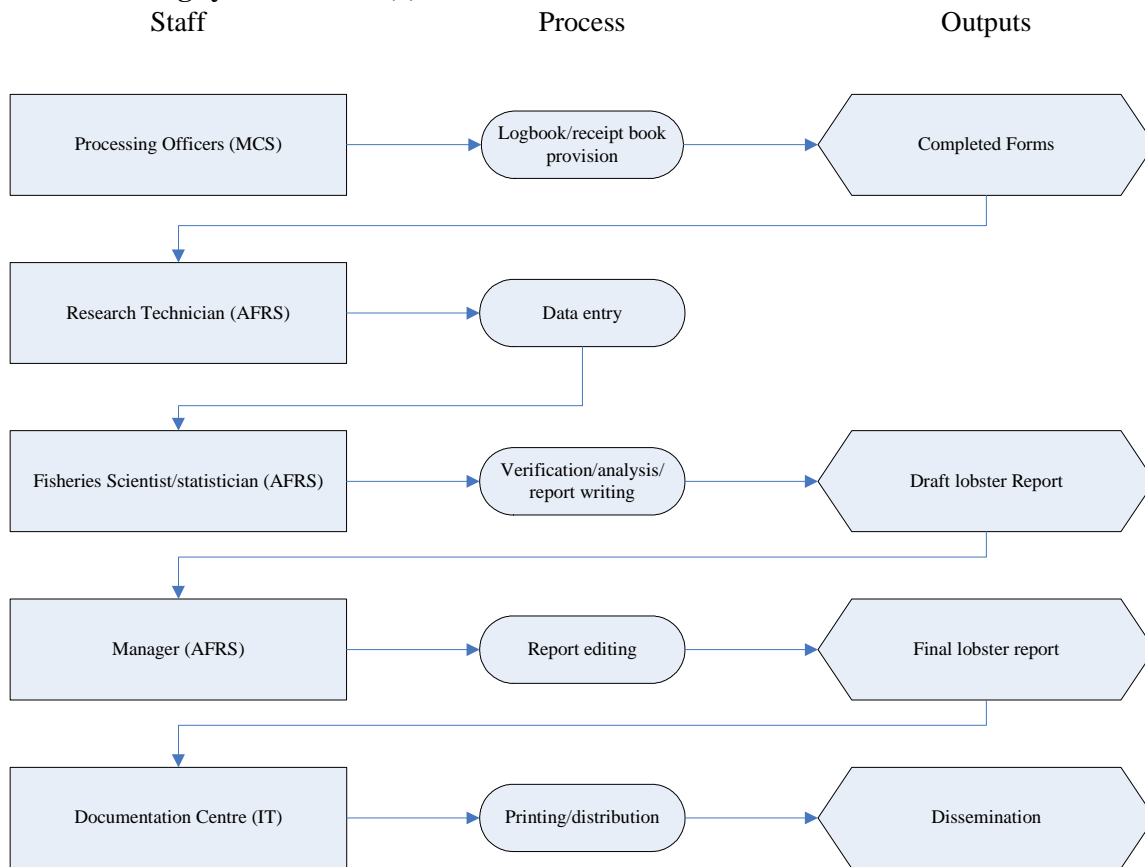 Staff
Process
Outputs
Processing Officers (MCS)
Logbook/receipt book
provision
Completed Forms
Research Technician (AFRS)
Data entry
Fisheries Scientist/statistician (AFRS)
Verification/analysis/
report writing
Draft lobster Report
Manager (AFRS)
Report editing
Final lobster report
Documentation Centre (IT)
Printing/distribution
Dissemination